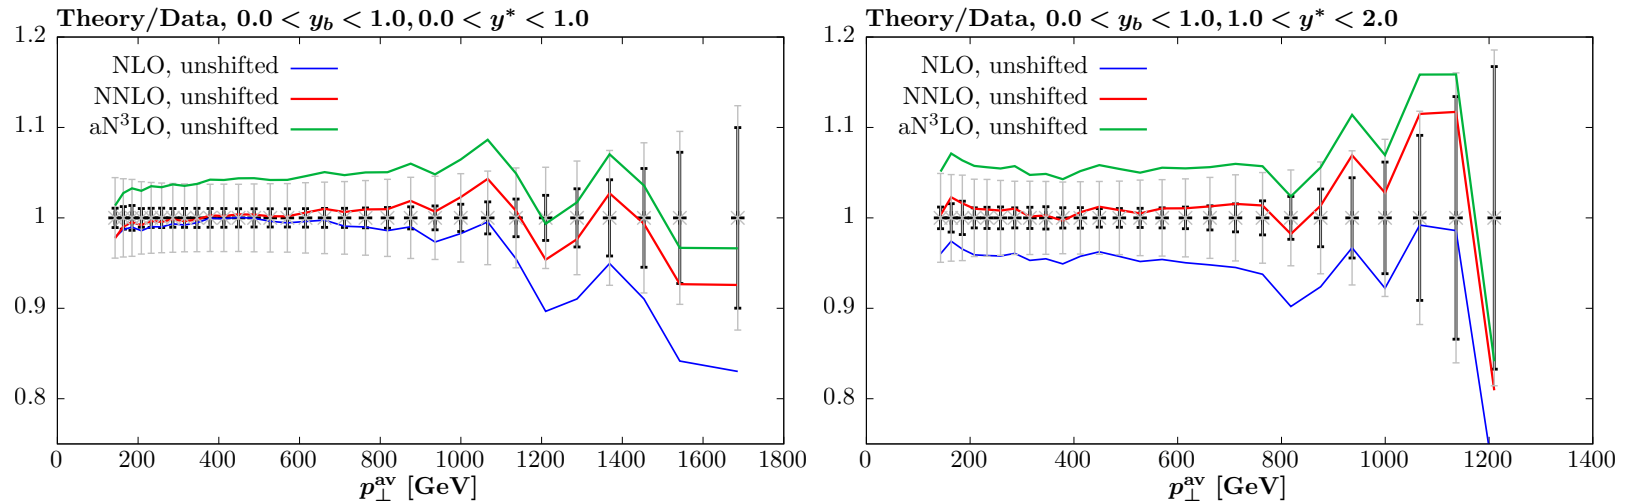 Theory/Data, 0.0 < y_b < 1.0, 0.0 < y* < 1.0
1.2
1.1
1
0.9
0.8
NLO, unshifted
NNLO, unshifted
aN³LO, unshifted
0 200 400 600 800 1000 1200 1400 1600 1800
p_⊥^av [GeV]
Theory/Data, 0.0 < y_b < 1.0, 1.0 < y* < 2.0
1.2
1.1
1
0.9
0.8
NLO, unshifted
NNLO, unshifted
aN³LO, unshifted
0 200 400 600 800 1000 1200 1400
p_⊥^av [GeV]